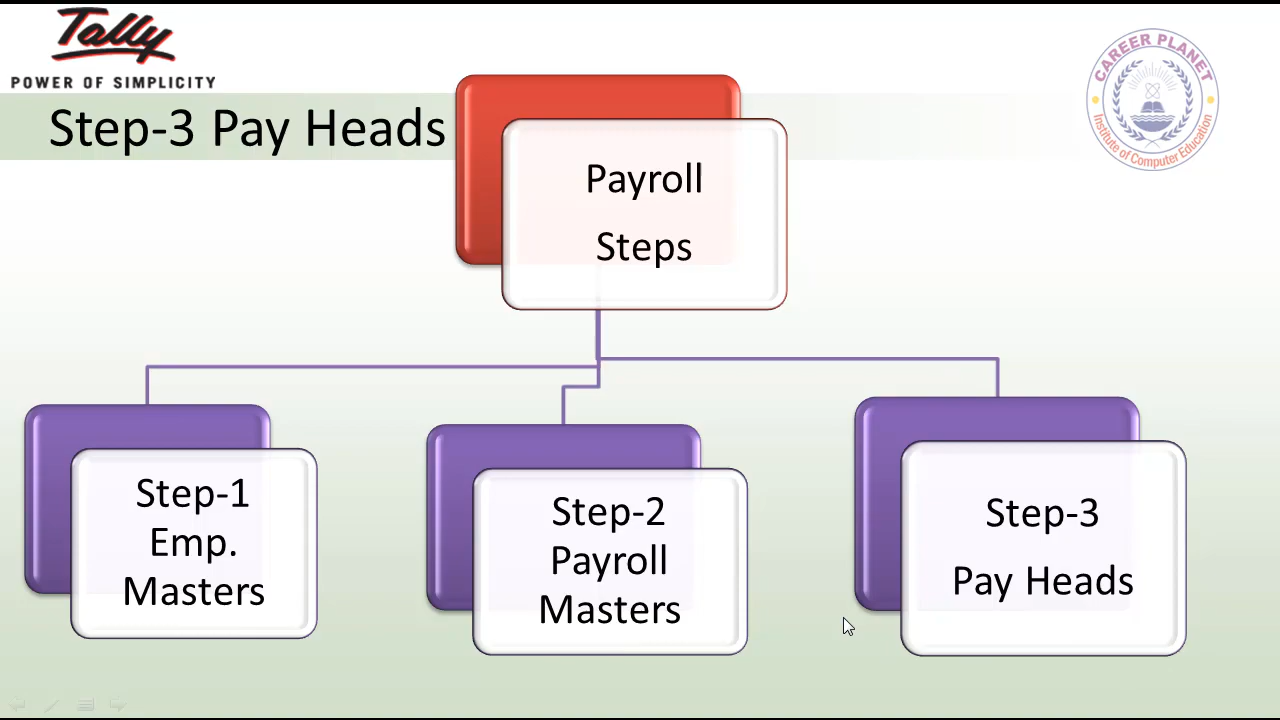 Tally
POWER OF SIMPLICITY
CAREER PLANET
Institute of Computer Education
Step-3 Pay Heads
Payroll
Steps
Step-1
Emp.
Masters
Step-2
Payroll
Masters
Step-3
Pay Heads